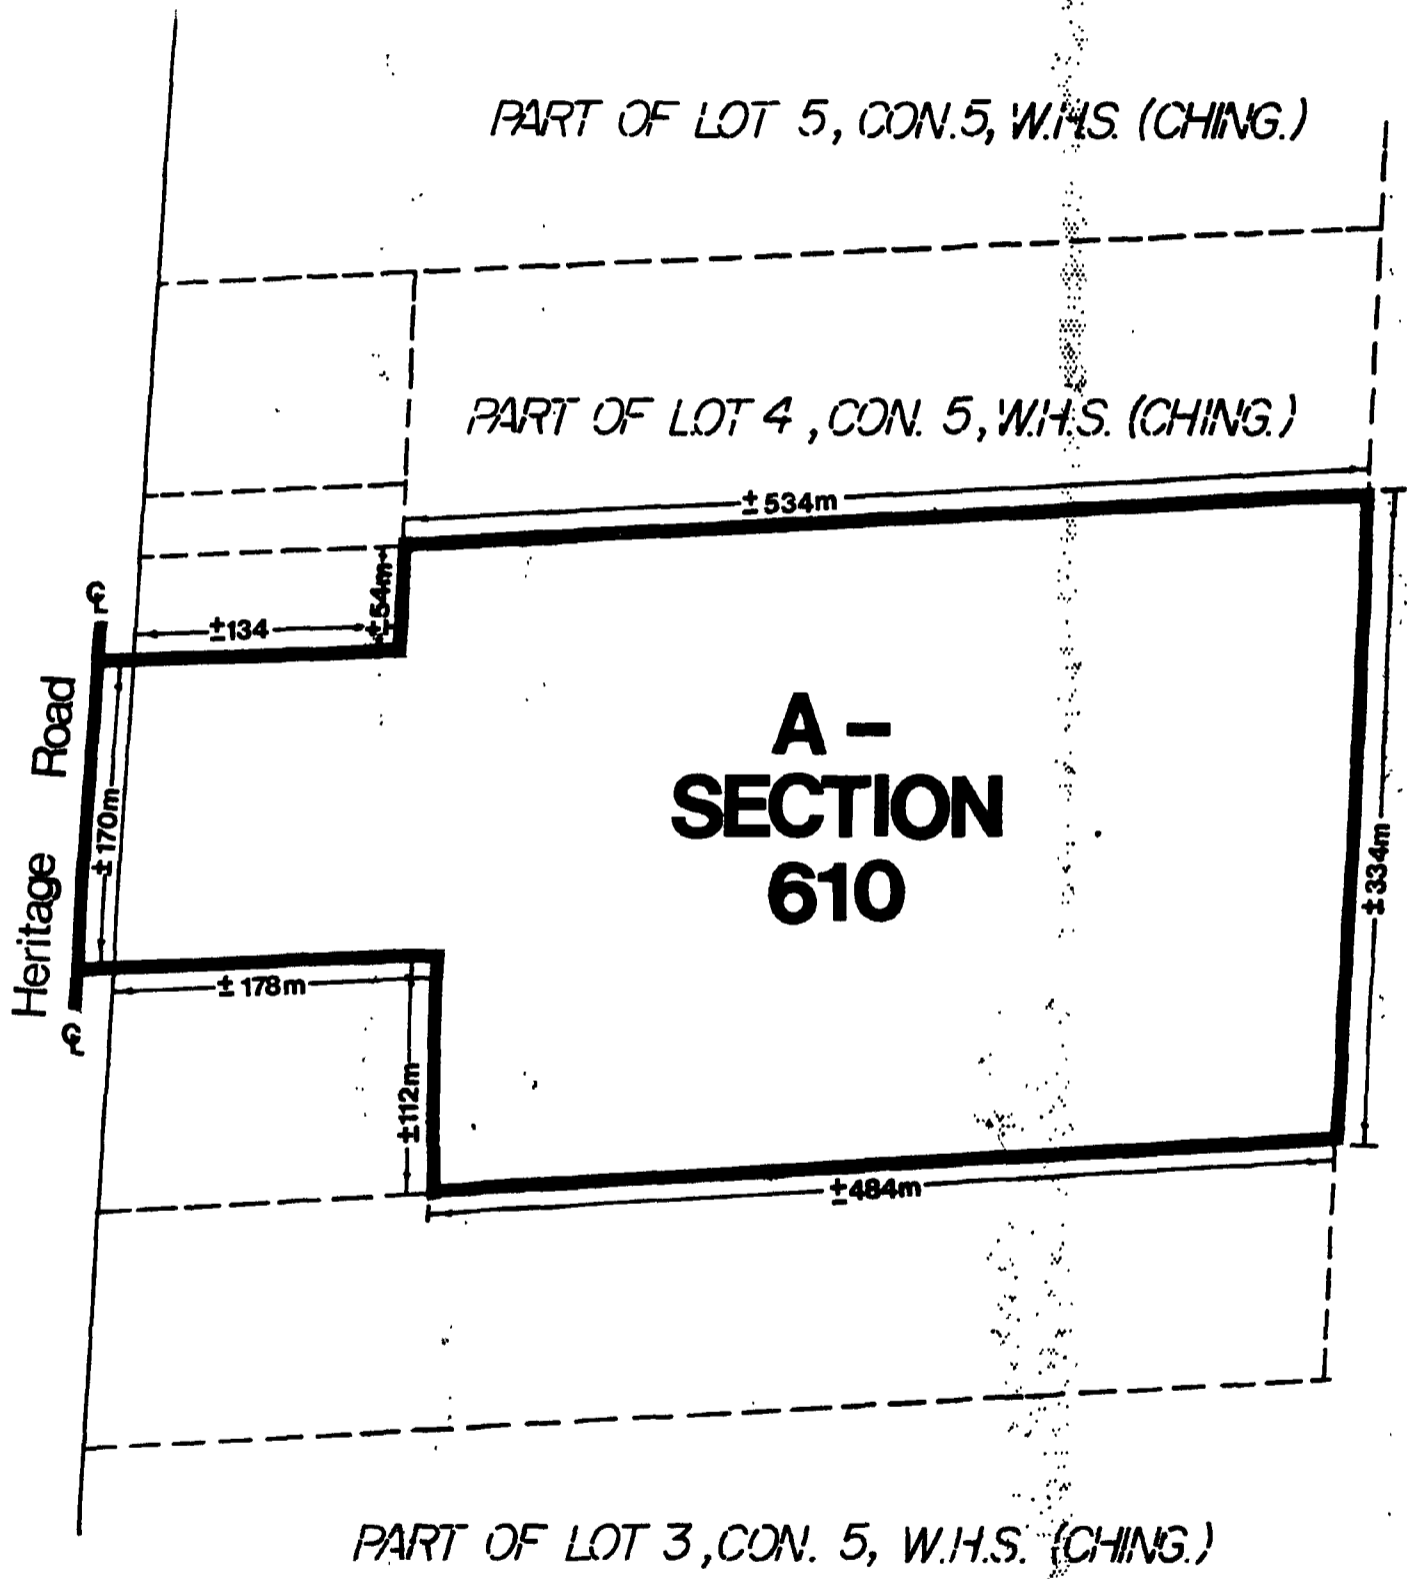 PART OF LOT 5, CON.5, W.H.S. (CHING.)
PART OF LOT 4, CON. 5, W.H.S. (CHING.)
±534m
±54m
±134
Heritage Road
±170m
A –
SECTION
610
±334m
±178m
±112m
±484m
PART OF LOT 3, CON. 5, W.H.S. (CHING.)